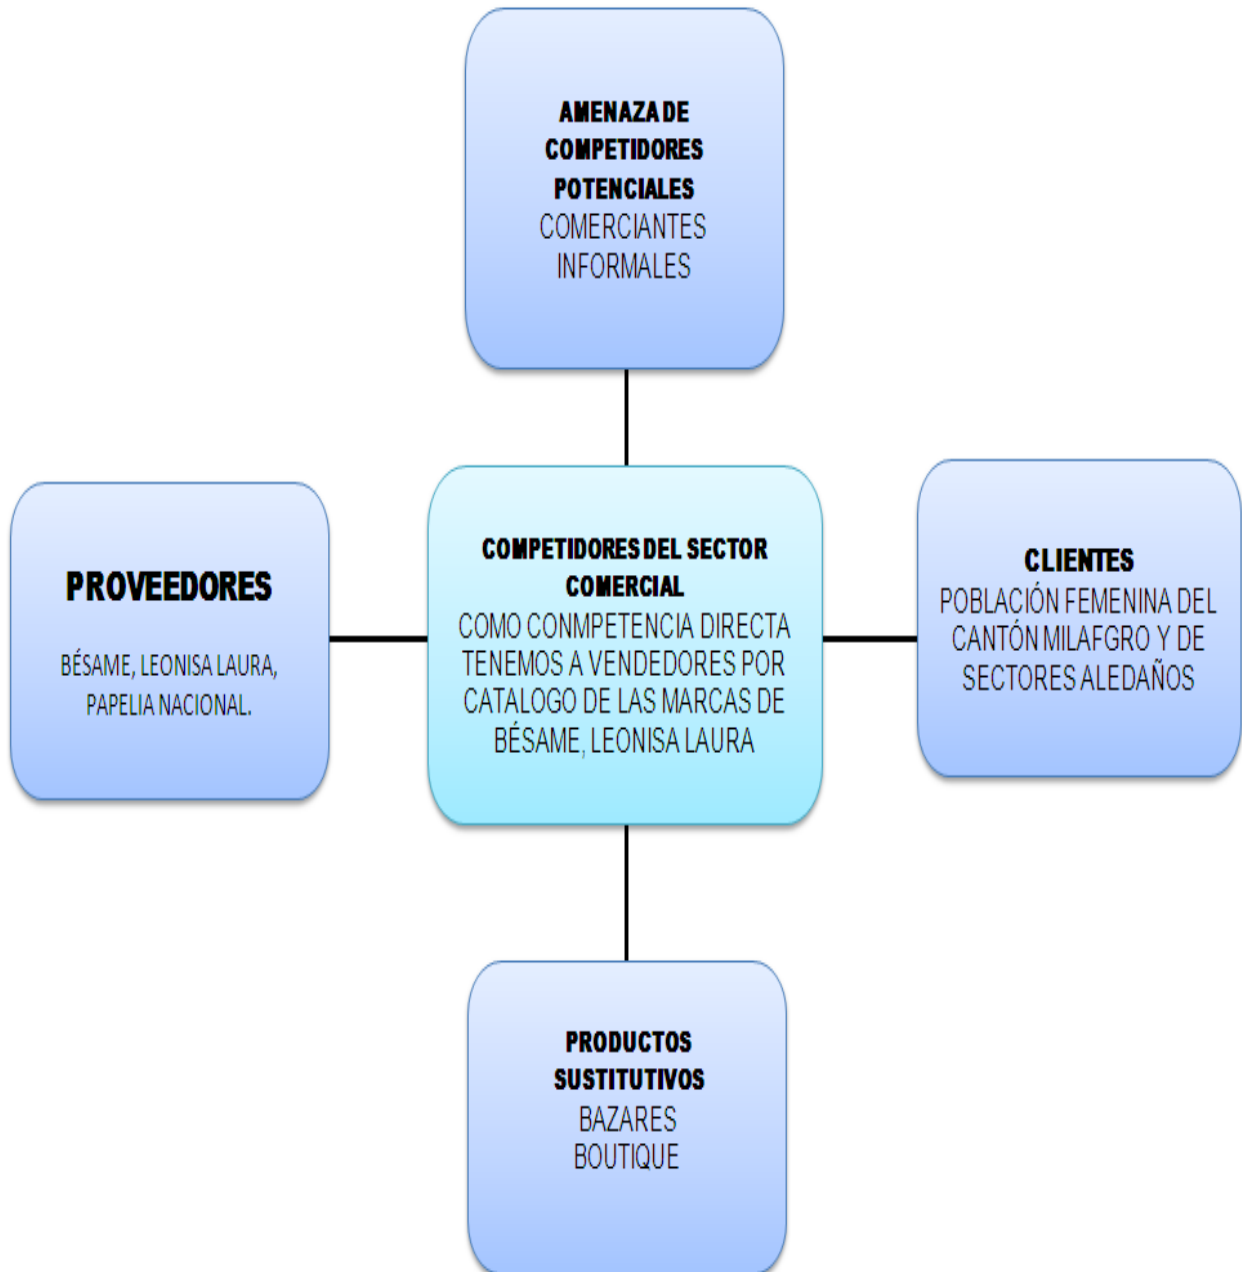 AMENAZA DE
COMPETIDORES
POTENCIALES
COMERCIANTES
INFORMALES
PROVEEDORES
BÉSAME, LEONISA LAURA,
PAPELIA NACIONAL.
COMPETIDORES DEL SECTOR
COMERCIAL
COMO CONMPETENCIA DIRECTA
TENEMOS A VENDEDORES POR
CATALOGO DE LAS MARCAS DE
BÉSAME, LEONISA LAURA
CLIENTES
POBLACIÓN FEMENINA DEL
CANTÓN MILAFGRO Y DE
SECTORES ALEDAÑOS
PRODUCTOS
SUSTITUTIVOS
BAZARES
BOUTIQUE